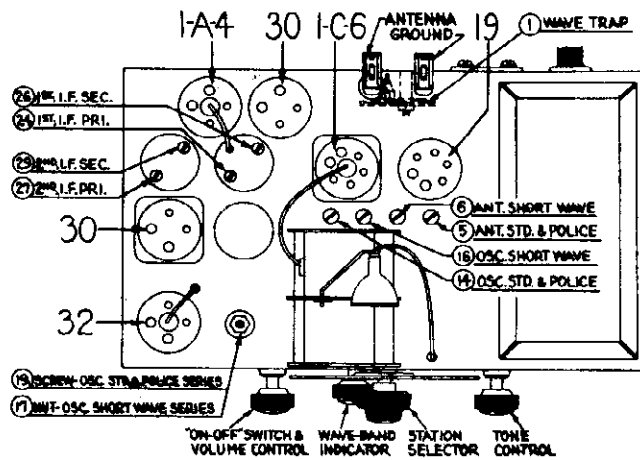 1-A-4
30
1-C-6
ANTENNA
GROUND
19
1 WAVE TRAP
26 1ST. I.F. SEC.
24 1ST. I.F. PRI.
29 2ND. I.F. SEC.
27 2ND. I.F. PRI.
6 ANT. SHORT WAVE
5 ANT. STD. & POLICE
16 OSC. SHORT WAVE
14 OSC. STD. & POLICE
30
32
19 SCREW-OSC. STD. & POLICE SERIES
17 NUT-OSC. SHORT WAVE SERIES
"ON-OFF" SWITCH &
VOLUME CONTROL
WAVE-BAND
INDICATOR
STATION
SELECTOR
TONE
CONTROL